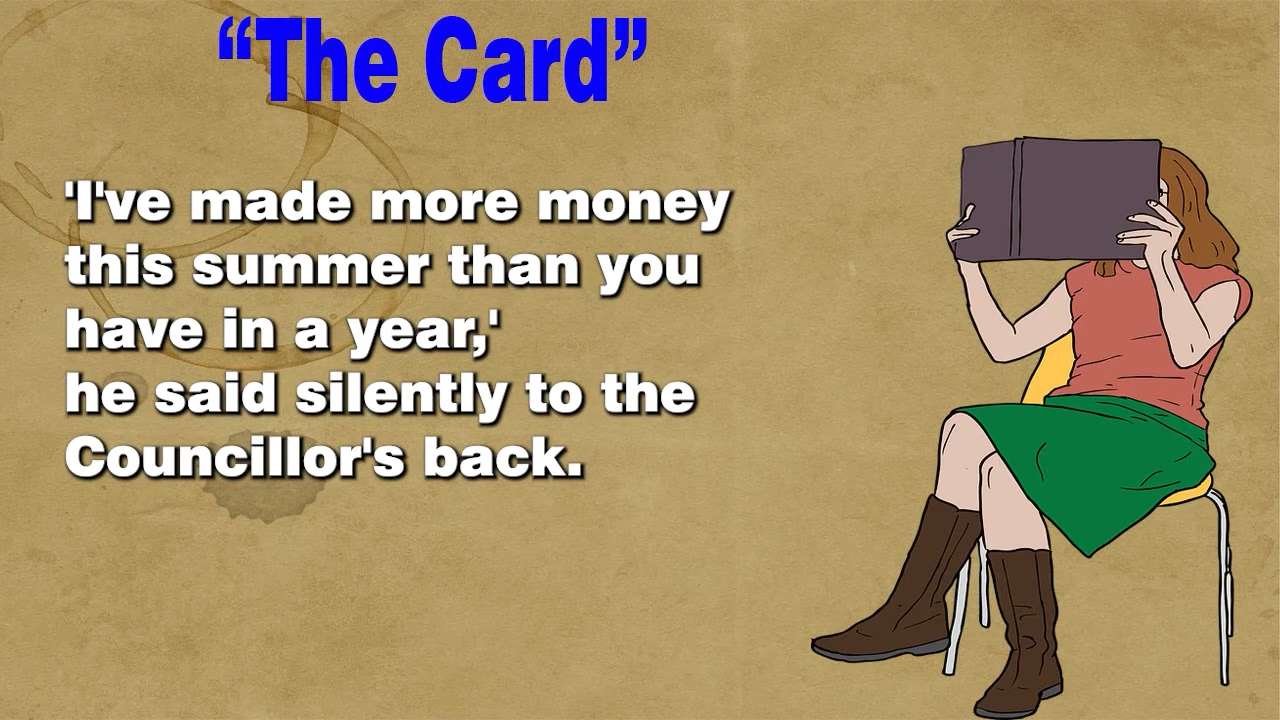 “The Card”
'I've made more money
this summer than you
have in a year,'
he said silently to the
Councillor's back.